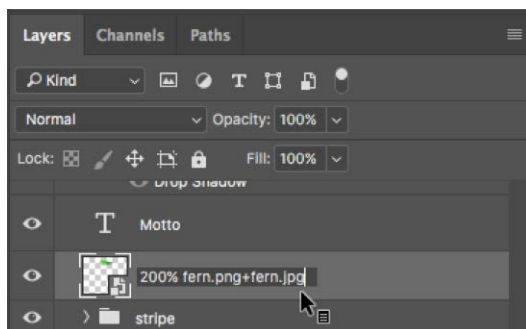 Layers Channels Paths
Kind T
Normal Opacity: 100%
Lock: Fill: 100%
Drop Shadow
T Motto
200% fern.png+fern.jpg
stripe